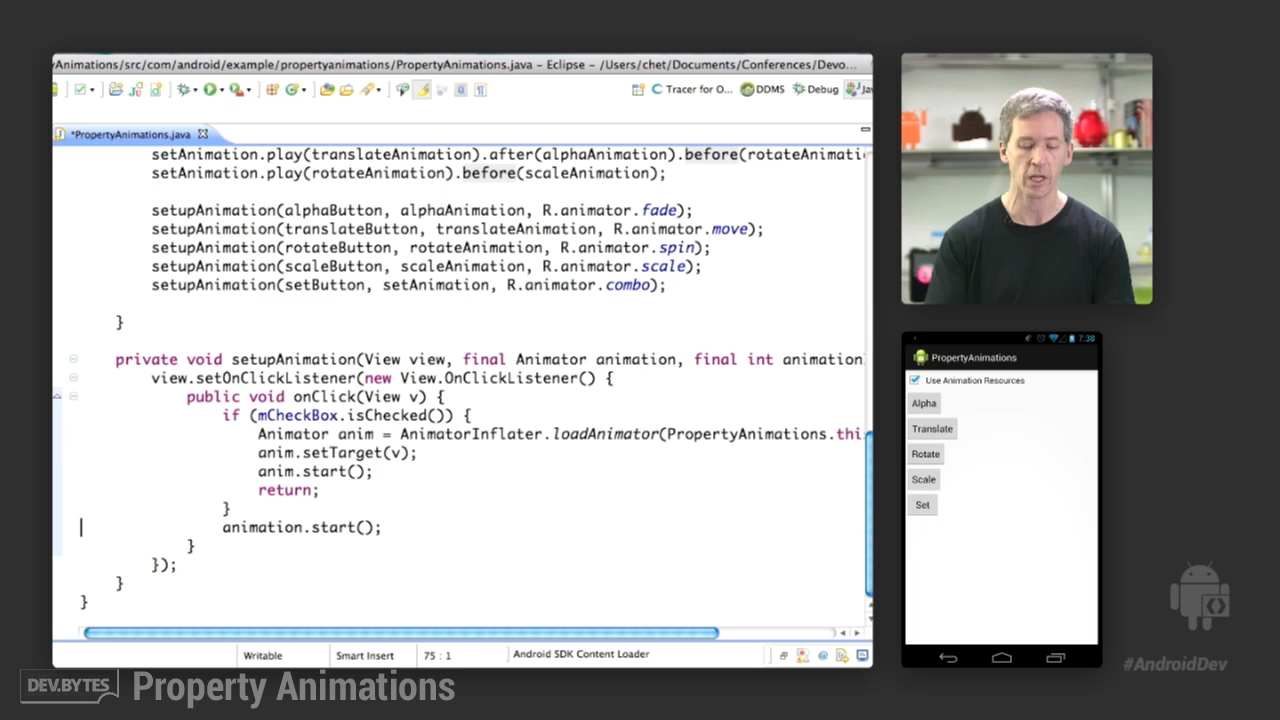 yAnimations/src/com/android/example/propertyanimations/PropertyAnimations.java – Eclipse – /Users/chet/Documents/Conferences/Devo...
Tracer for O...
DDMS
Debug
Jav
*PropertyAnimations.java
setAnimation.play(translateAnimation).after(alphaAnimation).before(rotateAnimati
setAnimation.play(rotateAnimation).before(scaleAnimation);
setupAnimation(alphaButton, alphaAnimation, R.animator.fade);
setupAnimation(translateButton, translateAnimation, R.animator.move);
setupAnimation(rotateButton, rotateAnimation, R.animator.spin);
setupAnimation(scaleButton, scaleAnimation, R.animator.scale);
setupAnimation(setButton, setAnimation, R.animator.combo);
}
private void setupAnimation(View view, final Animator animation, final int animation
view.setOnClickListener(new View.OnClickListener() {
public void onClick(View v) {
if (mCheckBox.isChecked()) {
Animator anim = AnimatorInflater.loadAnimator(PropertyAnimations.thi
anim.setTarget(v);
anim.start();
return;
}
animation.start();
}
});
}
}
Writable
Smart Insert
75 : 1
Android SDK Content Loader
7:38
PropertyAnimations
Use Animation Resources
Alpha
Translate
Rotate
Scale
Set
#AndroidDev
DEV.BYTES
Property Animations